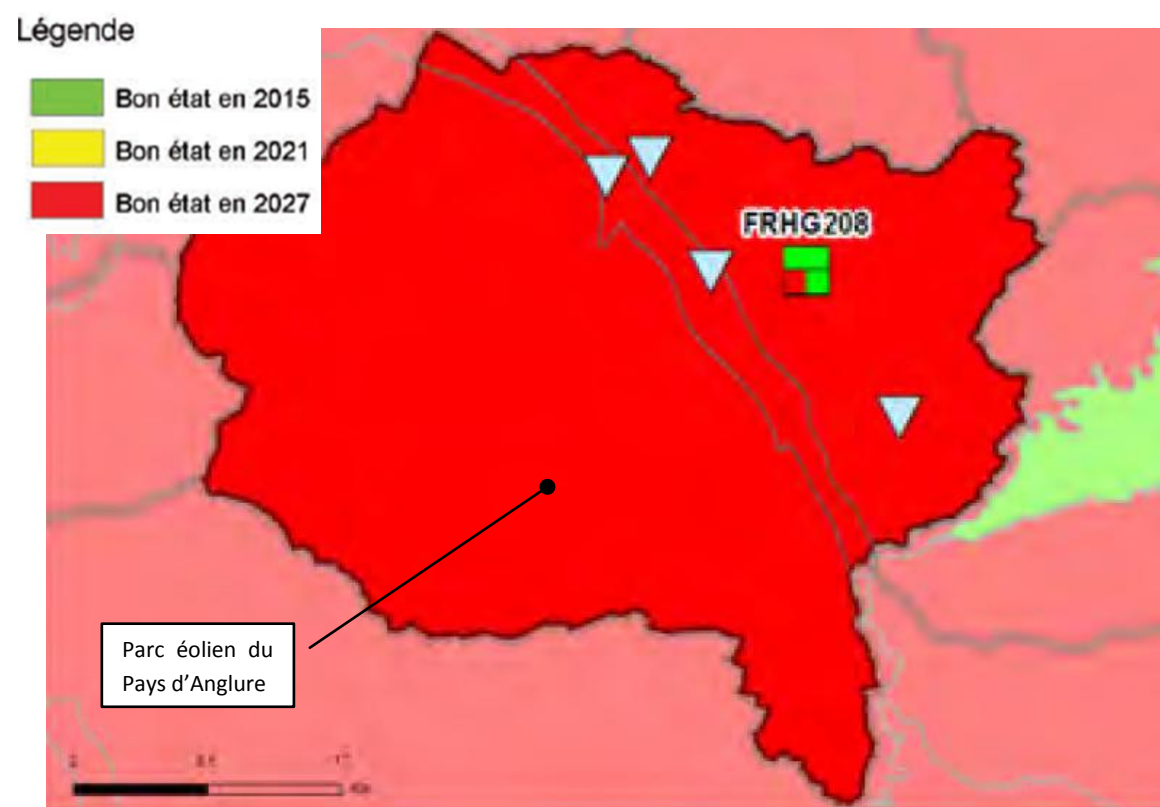 Légende
Bon état en 2015
Bon état en 2021
Bon état en 2027
FRHG208
Parc éolien du
Pays d’Anglure